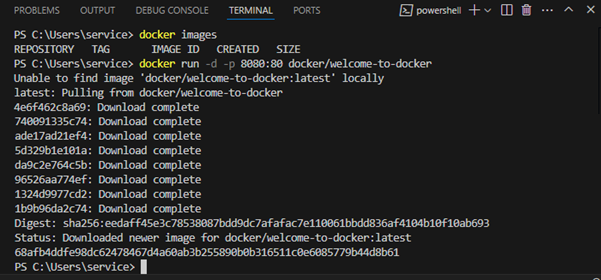 PROBLEMS OUTPUT DEBUG CONSOLE TERMINAL PORTS powershell
PS C:\Users\service> docker images
REPOSITORY TAG IMAGE ID CREATED SIZE
PS C:\Users\service> docker run -d -p 8080:80 docker/welcome-to-docker
Unable to find image 'docker/welcome-to-docker:latest' locally
latest: Pulling from docker/welcome-to-docker
4e6f462c8a69: Download complete
740091335c74: Download complete
ade17ad21ef4: Download complete
5d329b1e101a: Download complete
da9c2e764c5b: Download complete
96526aa774ef: Download complete
1324d9977cd2: Download complete
1b9b96da2c74: Download complete
Digest: sha256:eedaff45e3c78538087bdd9dc7afafac7e110061bbdd836af4104b10f10ab693
Status: Downloaded newer image for docker/welcome-to-docker:latest
68afb4ddfe98dc62478467d4a60ab3b255890b0b316511c0e6085779b44d8b61
PS C:\Users\service>